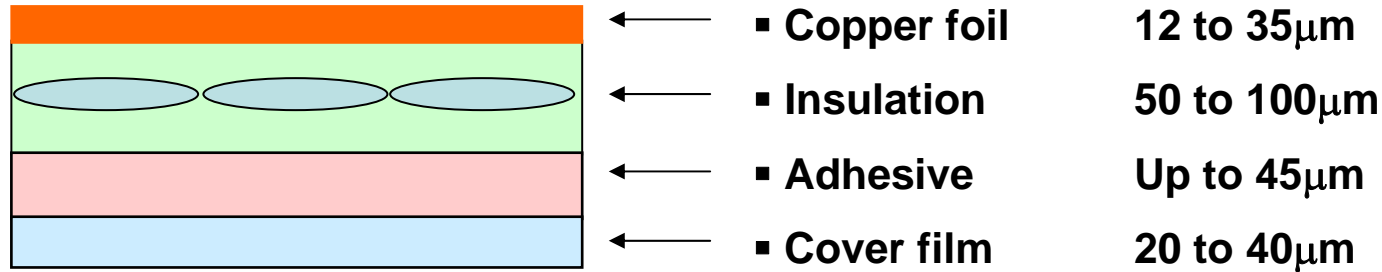 ▪ Copper foil 12 to 35μm
▪ Insulation 50 to 100μm
▪ Adhesive Up to 45μm
▪ Cover film 20 to 40μm